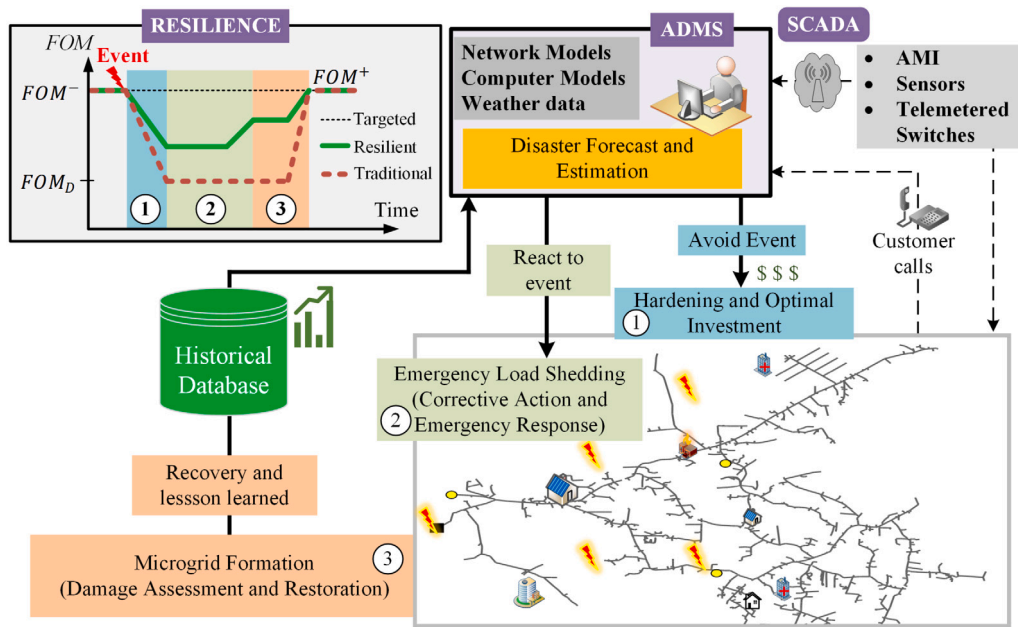 RESILIENCE
FOM
Event
FOM⁻
FOM⁺
Targeted
Resilient
Traditional
FOM_D
1
2
3
Time
ADMS
Network Models
Computer Models
Weather data
Disaster Forecast and
Estimation
SCADA
• AMI
• Sensors
• Telemetered
Switches
Customer
calls
React to
event
Avoid Event
$ $ $
Hardening and Optimal
1 Investment
Historical
Database
Emergency Load Shedding
(Corrective Action and
2 Emergency Response)
Recovery and
lessson learned
Microgrid Formation 3
(Damage Assessment and Restoration)